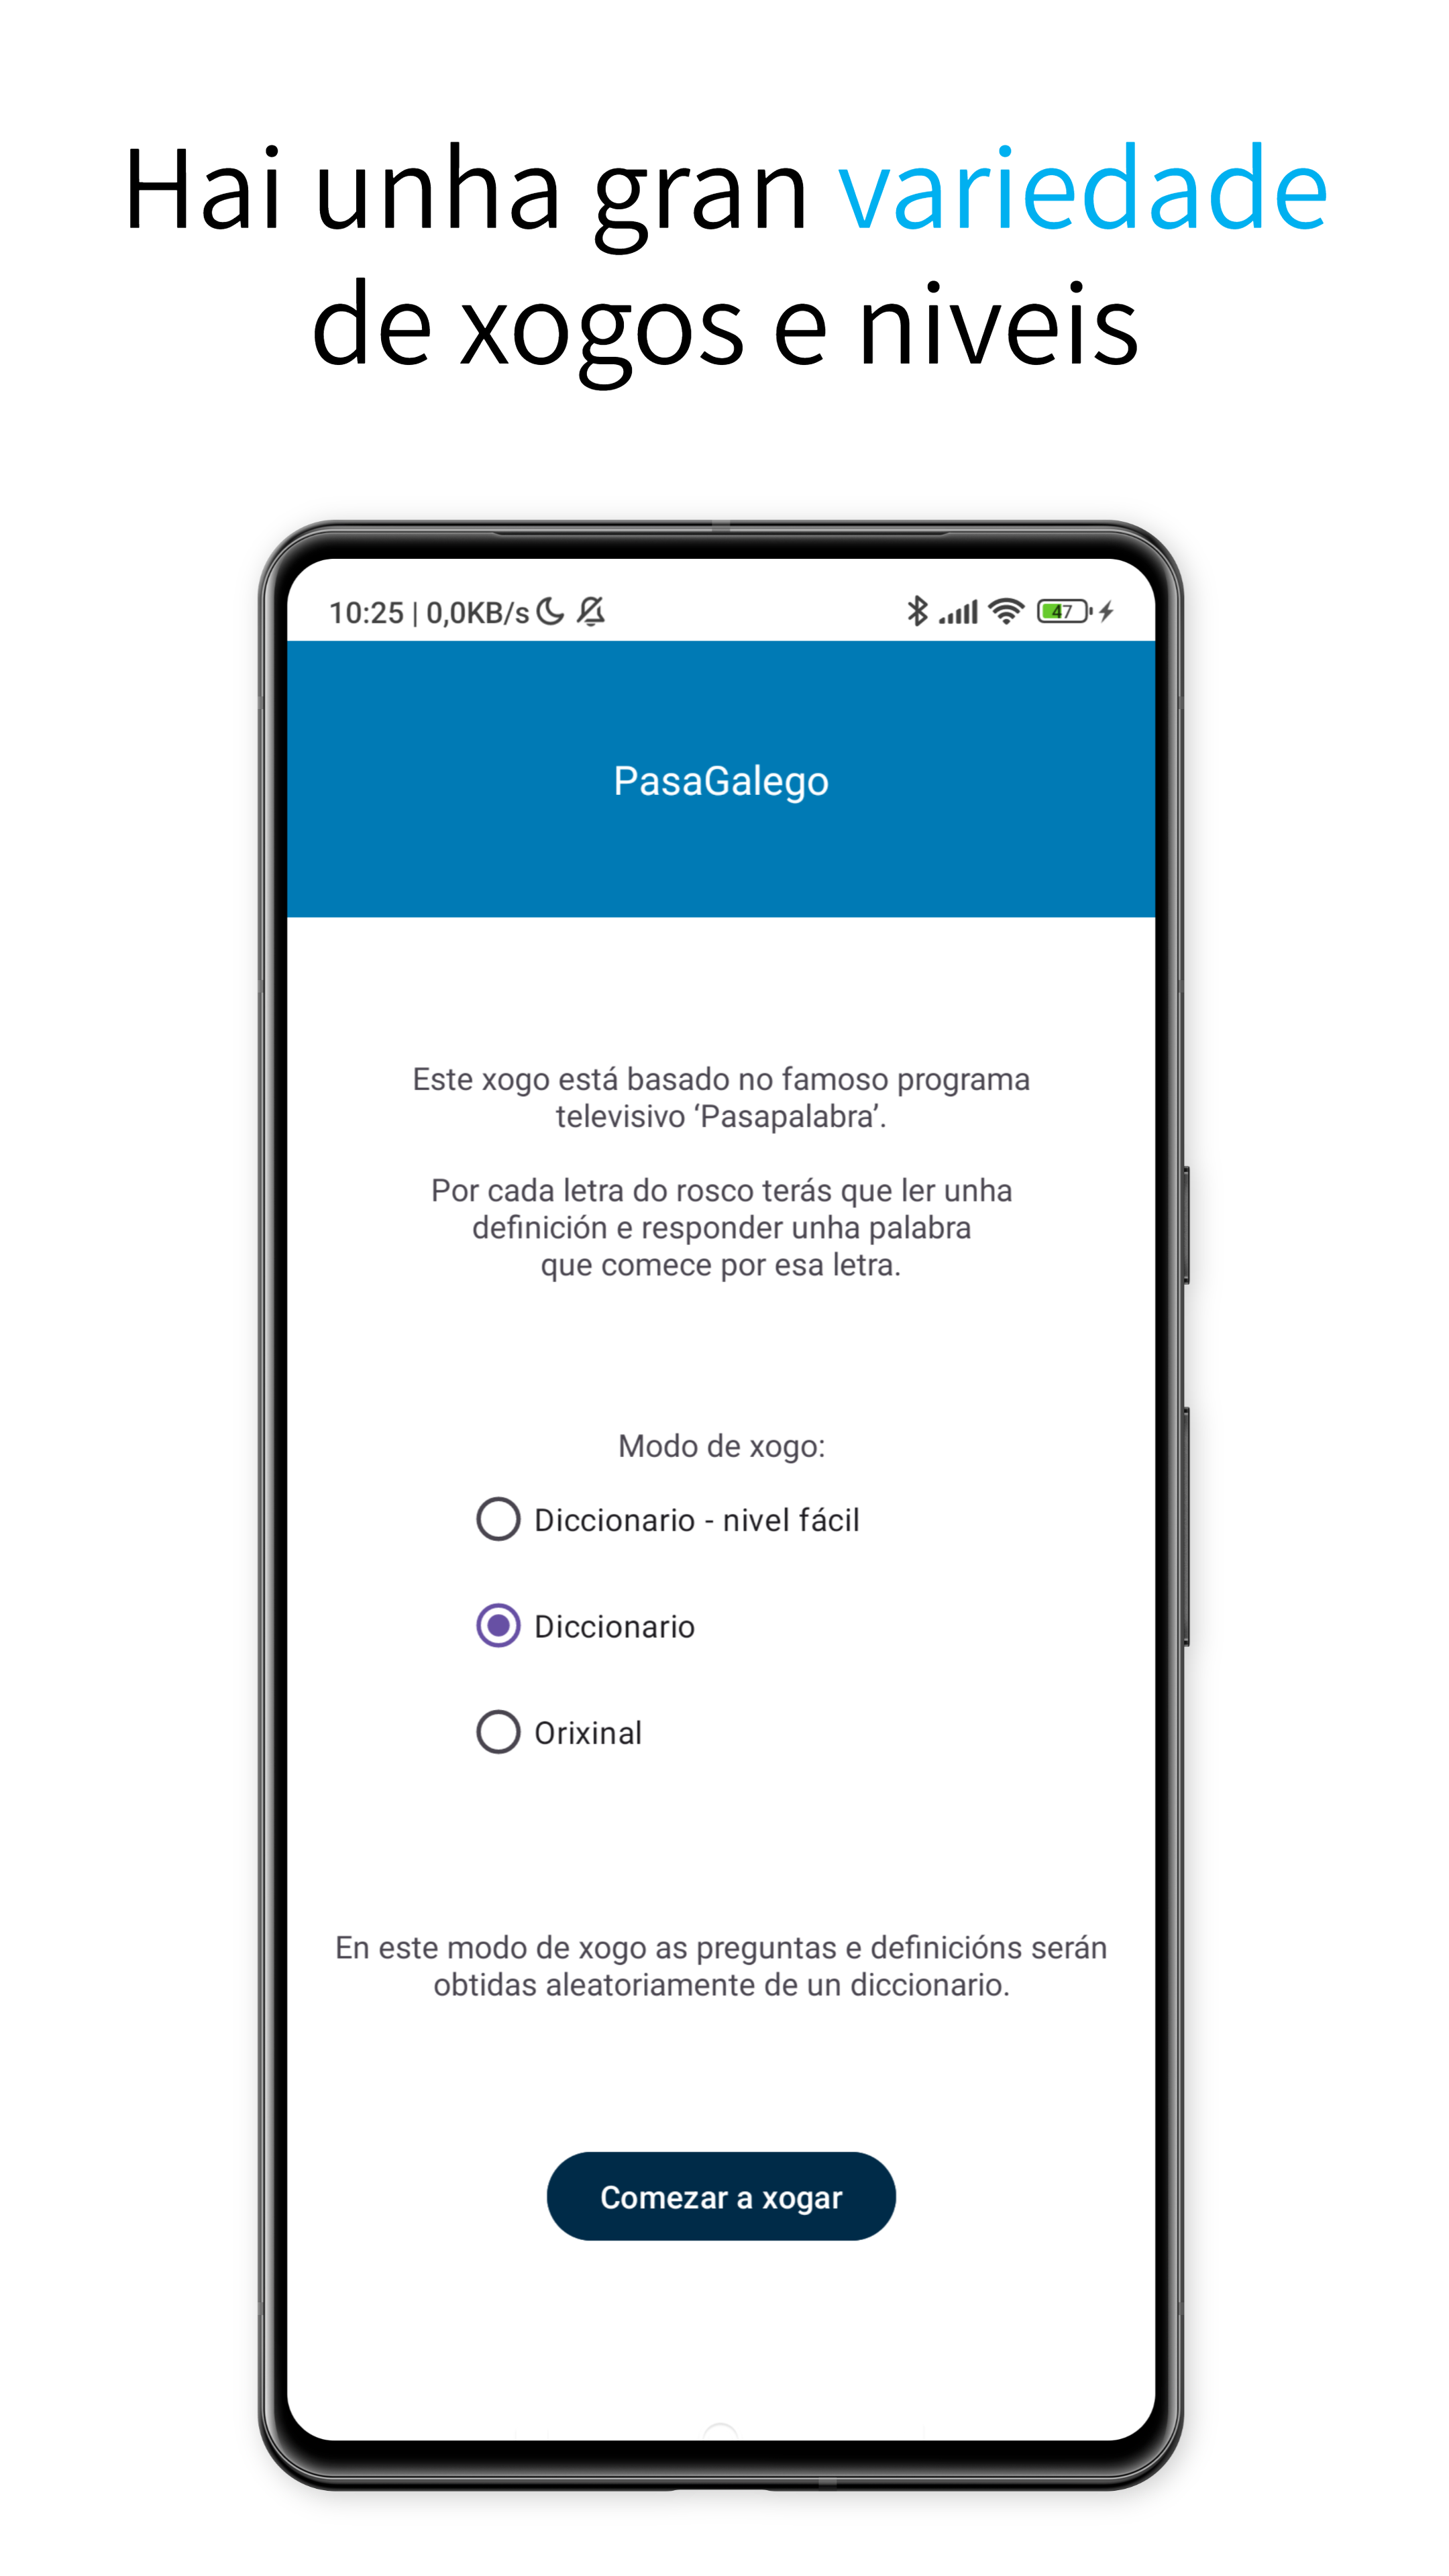 Hai unha gran variedade
de xogos e niveis
10:25 | 0,0KB/s
47
PasaGalego
Este xogo está basado no famoso programa
televisivo ‘Pasapalabra’.
Por cada letra do rosco terás que ler unha
definición e responder unha palabra
que comece por esa letra.
Modo de xogo:
Diccionario - nivel fácil
Diccionario
Orixinal
En este modo de xogo as preguntas e definicións serán
obtidas aleatoriamente de un diccionario.
Comezar a xogar